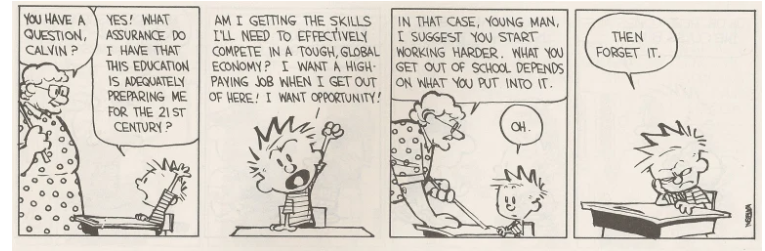 YOU HAVE A
QUESTION,
CALVIN?
YES! WHAT
ASSURANCE DO
I HAVE THAT
THIS EDUCATION
IS ADEQUATELY
PREPARING ME
FOR THE 21ST
CENTURY?
AM I GETTING THE SKILLS
I'LL NEED TO EFFECTIVELY
COMPETE IN A TOUGH, GLOBAL
ECONOMY? I WANT A HIGH-
PAYING JOB WHEN I GET OUT
OF HERE! I WANT OPPORTUNITY!
IN THAT CASE, YOUNG MAN,
I SUGGEST YOU START
WORKING HARDER. WHAT YOU
GET OUT OF SCHOOL DEPENDS
ON WHAT YOU PUT INTO IT.
OH.
THEN
FORGET IT.
WATTERSON